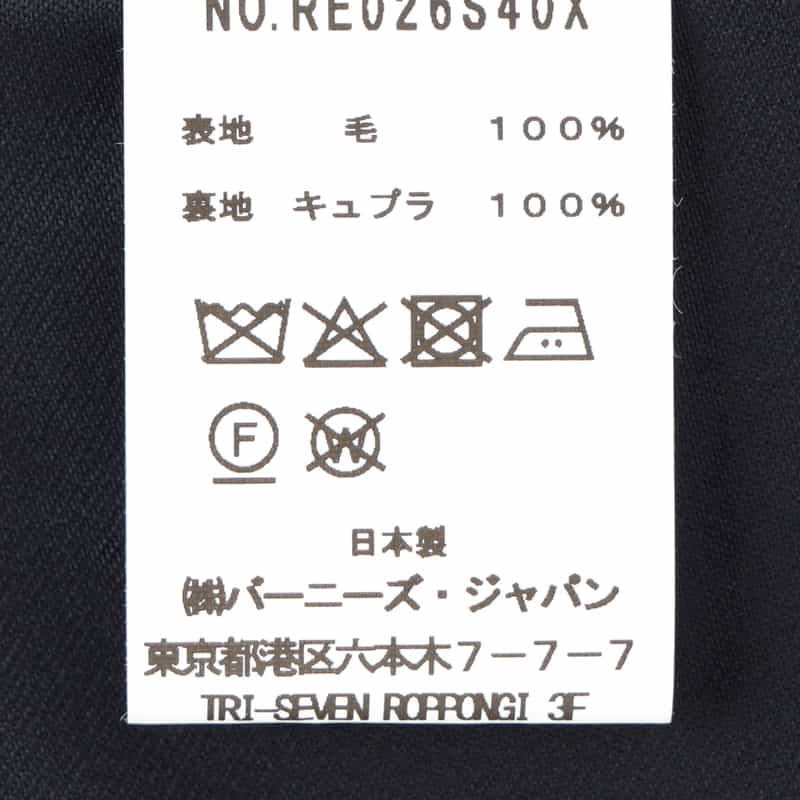 NO.RE026S40X
表地 毛 100%
裏地 キュプラ 100%
F
W
日本製
㈱バーニーズ・ジャパン
東京都港区六本木7-7-7
TRI-SEVEN ROPPONGI 3F